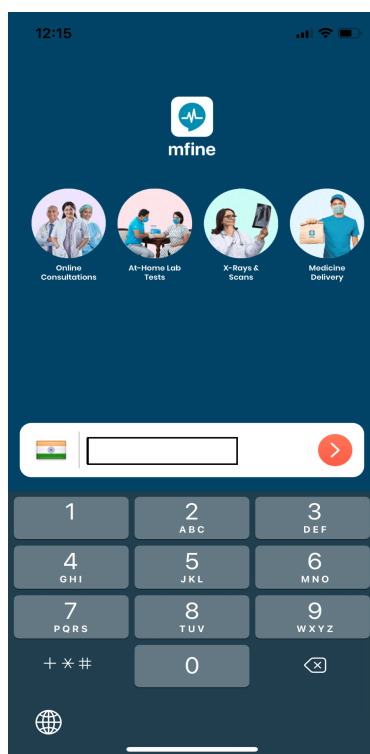 12:15
mfine
Online
Consultations
At-Home Lab
Tests
X-Rays &
Scans
Medicine
Delivery
1
2
ABC
3
DEF
4
GHI
5
JKL
6
MNO
7
PQRS
8
TUV
9
WXYZ
+*#
0